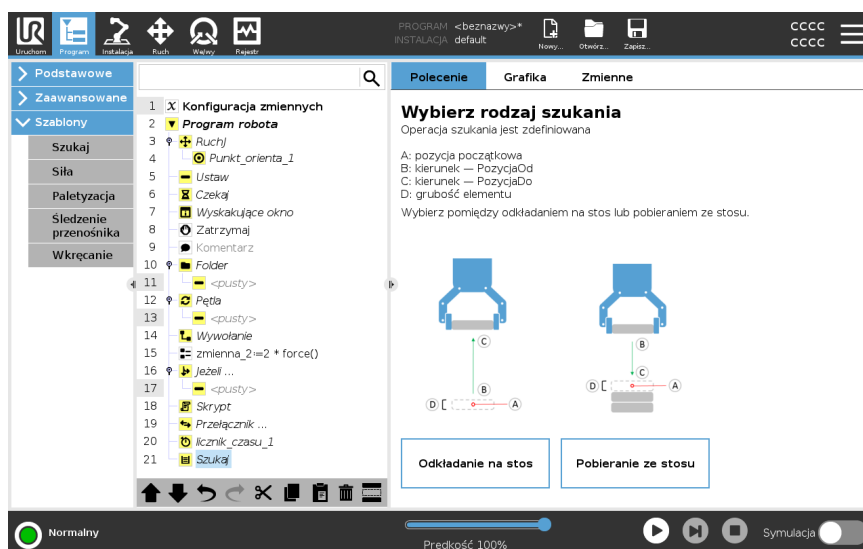 UR
Uruchom
Program
Instalacja
Ruch
We/wy
Rejestr
PROGRAM <beznazwy>*
INSTALACJA default
Nowy...
Otwórz...
Zapisz...
CCCC
CCCC
Podstawowe
Zaawansowane
Szablony
Szukaj
Siła
Paletyzacja
Śledzenie
przenośnika
Wkręcanie
1 X Konfiguracja zmiennych
2 Program robota
3 RuchJ
4 Punkt_orienta_1
5 Ustaw
6 Czekaj
7 Wyskakujące okno
8 Zatrzymaj
9 Komentarz
10 Folder
11 <pusty>
12 Pętla
13 <pusty>
14 Wywołanie
15 zmienna_2:=2 * force()
16 Jeżeli ...
17 <pusty>
18 Skrypt
19 Przełącznik ...
20 licznik_czasu_1
21 Szukaj
Polecenie
Grafika
Zmienne
Wybierz rodzaj szukania
Operacja szukania jest zdefiniowana
A: pozycja początkowa
B: kierunek — PozycjaOd
C: kierunek — PozycjaDo
D: grubość elementu
Wybierz pomiędzy odkładaniem na stos lub pobieraniem ze stosu.
C
B
D
A
B
C
D
A
Odkładanie na stos
Pobieranie ze stosu
Normalny
Prędkość 100%
Symulacja